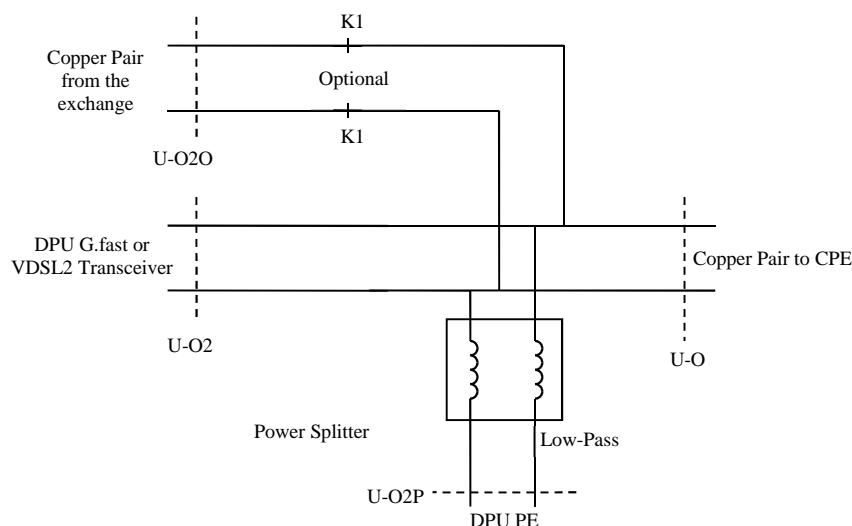 K1
Copper Pair
from the
exchange
Optional
K1
U-O2O
DPU G.fast or
VDSL2 Transceiver
Copper Pair to CPE
U-O2
U-O
Power Splitter
Low-Pass
U-O2P
DPU PE